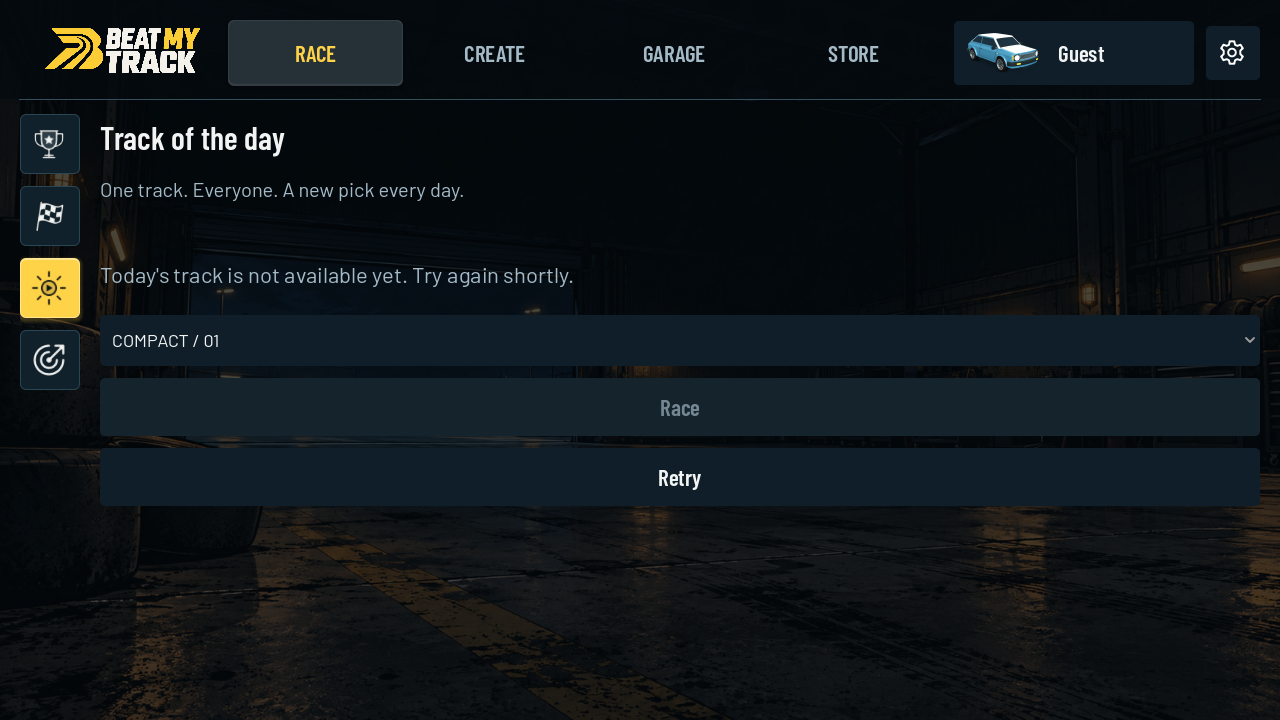 BEAT MY
TRACK
RACE
CREATE
GARAGE
STORE
Guest
Track of the day
One track. Everyone. A new pick every day.
Today's track is not available yet. Try again shortly.
COMPACT / 01
Race
Retry